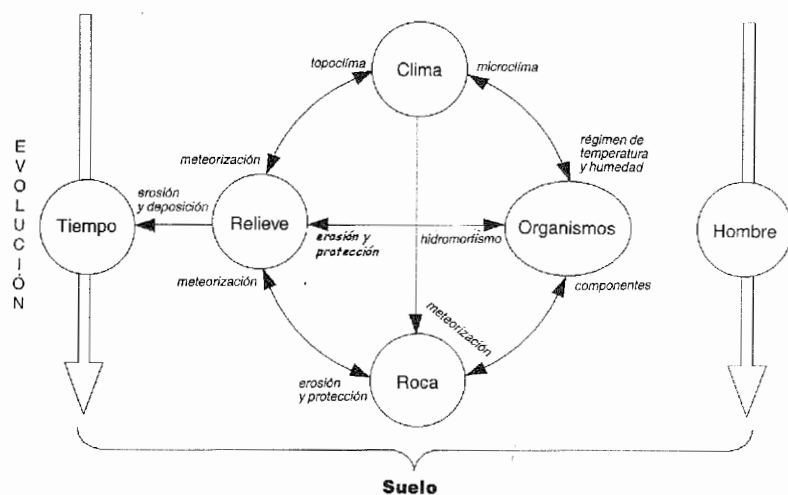 Clima
topoclima
microclima
EVOLUCIÓN
meteorización
régimen de
temperatura
y humedad
erosión
y deposición
Tiempo
Relieve
Organismos
Hombre
erosión y
protección
hidromorfismo
meteorización
componentes
meteorización
erosión
y protección
Roca
Suelo